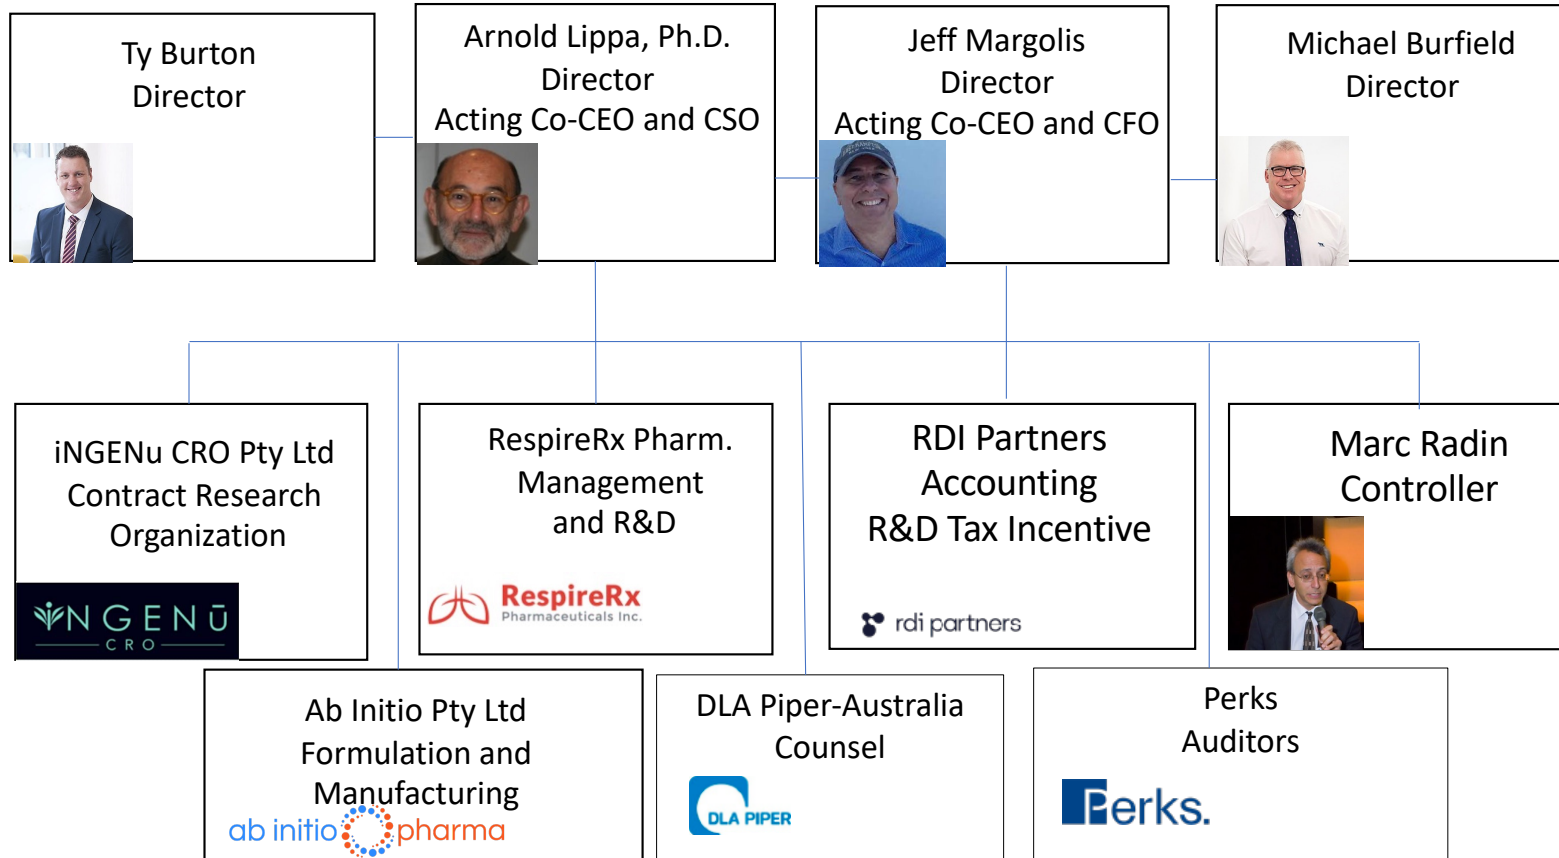 Ty Burton
Director
Arnold Lippa, Ph.D.
Director
Acting Co-CEO and CSO
Jeff Margolis
Director
Acting Co-CEO and CFO
Michael Burfield
Director
iNGENu CRO Pty Ltd
Contract Research
Organization
iNGENŪ
CRO
RespireRx Pharm.
Management
and R&D
RespireRx
Pharmaceuticals Inc.
RDI Partners
Accounting
R&D Tax Incentive
rdi partners
Marc Radin
Controller
Ab Initio Pty Ltd
Formulation and
Manufacturing
ab initio pharma
DLA Piper-Australia
Counsel
DLA PIPER
Perks
Auditors
Perks.